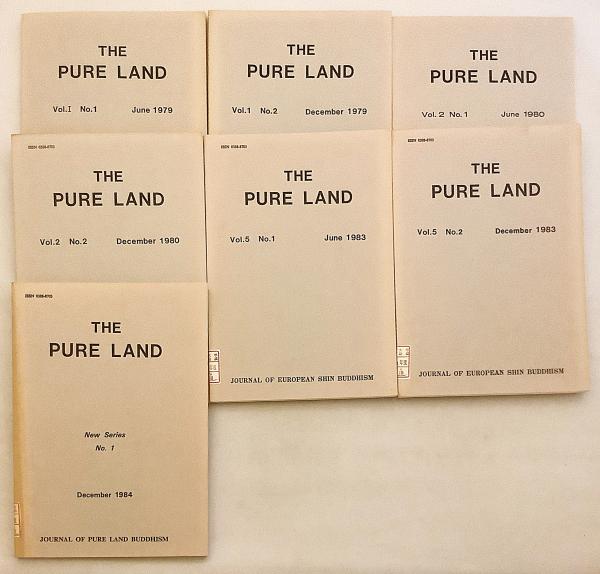 THE
PURE LAND
Vol.I No.1 June 1979
THE
PURE LAND
Vol.1 No.2 December 1979
THE
PURE LAND
Vol.2 No.1 June 1980
THE
PURE LAND
Vol.2 No.2 December 1980
THE
PURE LAND
Vol.5 No.1 June 1983
JOURNAL OF EUROPEAN SHIN BUDDHISM
THE
PURE LAND
Vol.5 No.2 December 1983
JOURNAL OF EUROPEAN SHIN BUDDHISM
THE
PURE LAND
New Series
No. 1
December 1984
JOURNAL OF PURE LAND BUDDHISM